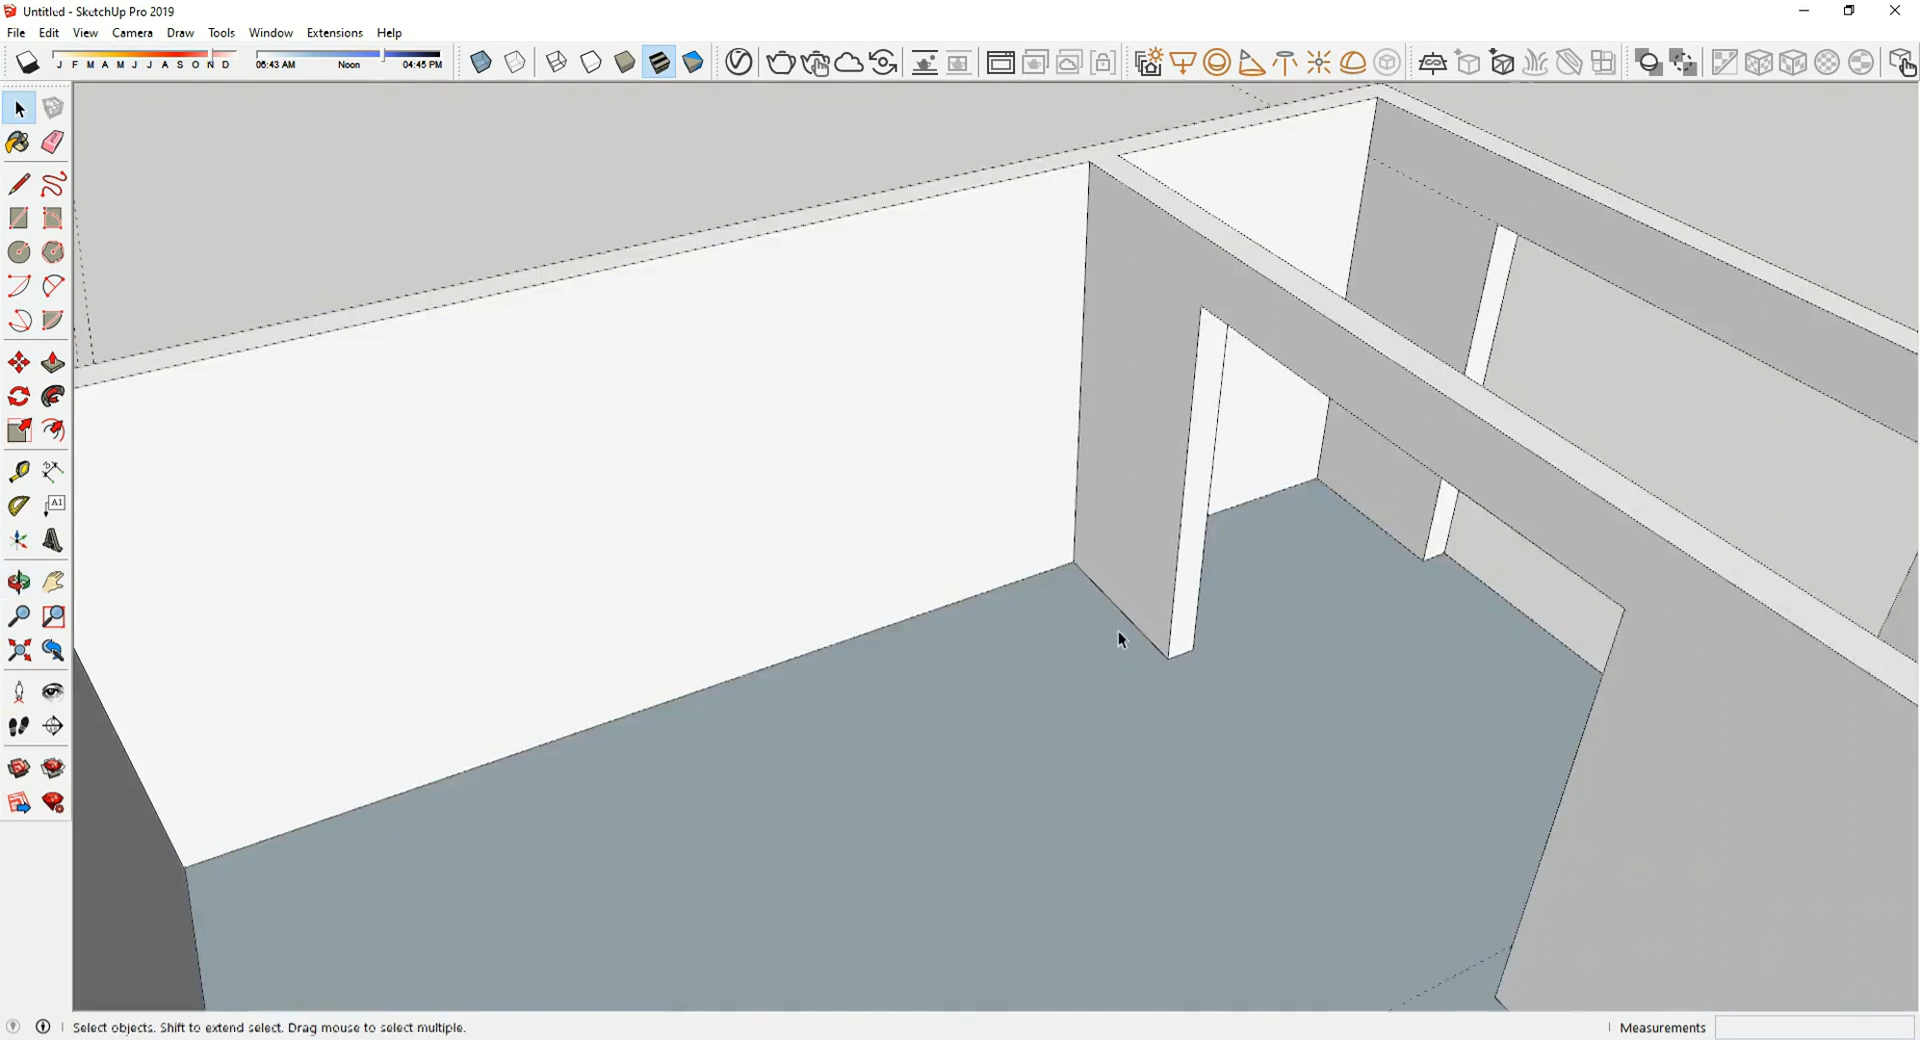 Untitled - SketchUp Pro 2019
File Edit View Camera Draw Tools Window Extensions Help
J F M A M J J A S O N D
06:43 AM Noon 04:45 PM
A1
Select objects. Shift to extend select. Drag mouse to select multiple.
Measurements